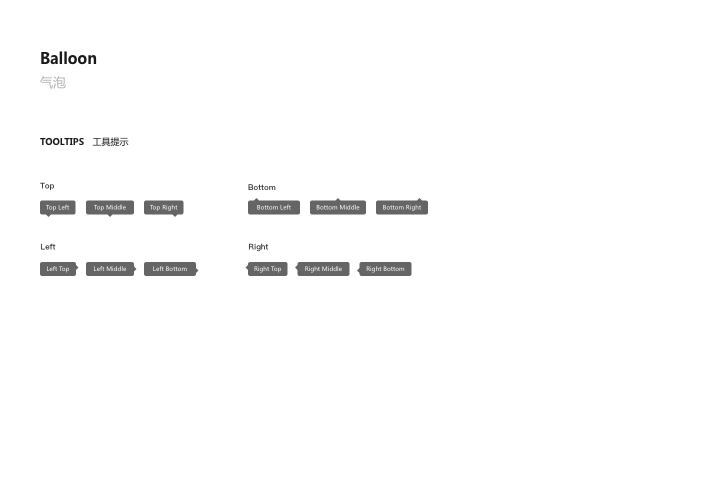 Balloon
气泡
TOOLTIPS 工具提示
Top
Top Left Top Middle Top Right
Bottom
Bottom Left Bottom Middle Bottom Right
Left
Left Top Left Middle Left Bottom
Right
Right Top Right Middle Right Bottom